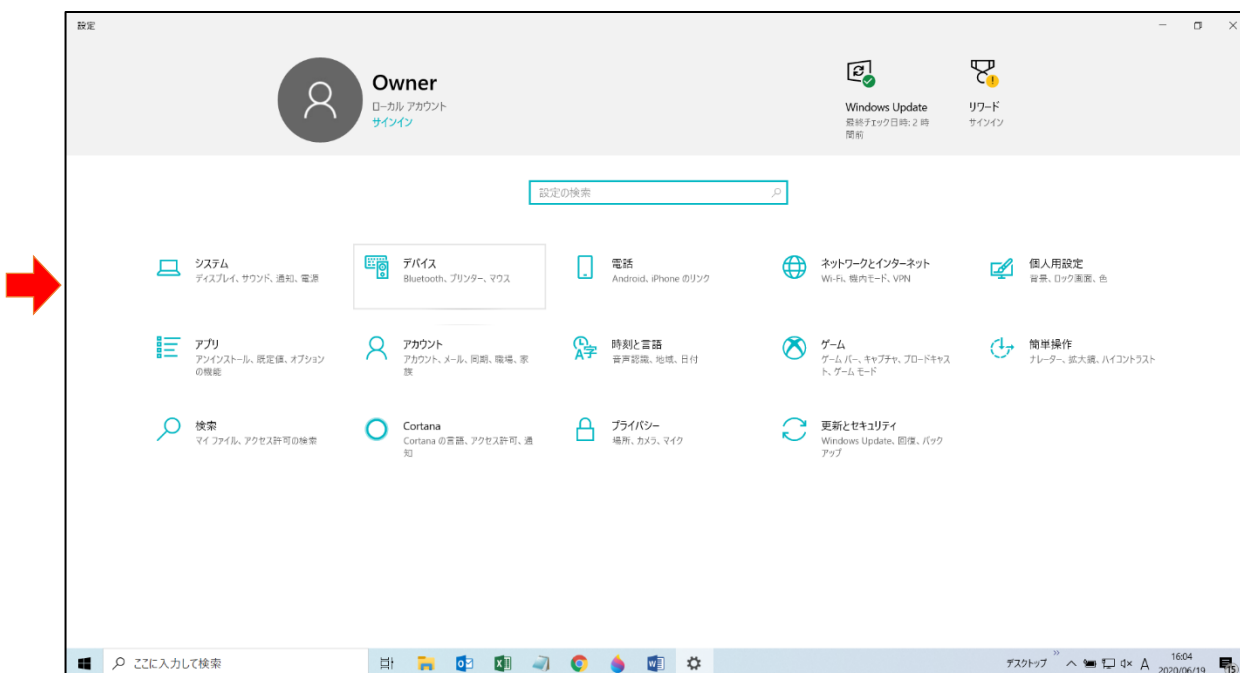 設定
Owner
ローカル アカウント
サインイン
Windows Update
最終チェック日時: 2 時
間前
リワード
サインイン
設定の検索
システム
ディスプレイ、サウンド、通知、電源
デバイス
Bluetooth、プリンター、マウス
電話
Android、iPhone のリンク
ネットワークとインターネット
Wi-Fi、機内モード、VPN
個人用設定
背景、ロック画面、色
アプリ
アンインストール、既定値、オプション
の機能
アカウント
アカウント、メール、同期、職場、家
族
時刻と言語
音声認識、地域、日付
ゲーム
ゲーム バー、キャプチャ、ブロードキャス
ト、ゲーム モード
簡単操作
ナレーター、拡大鏡、ハイコントラスト
検索
マイ ファイル、アクセス許可の検索
Cortana
Cortana の言語、アクセス許可、通
知
プライバシー
場所、カメラ、マイク
更新とセキュリティ
Windows Update、回復、バック
アップ
ここに入力して検索
デスクトップ
A
16:04
2020/06/19
15